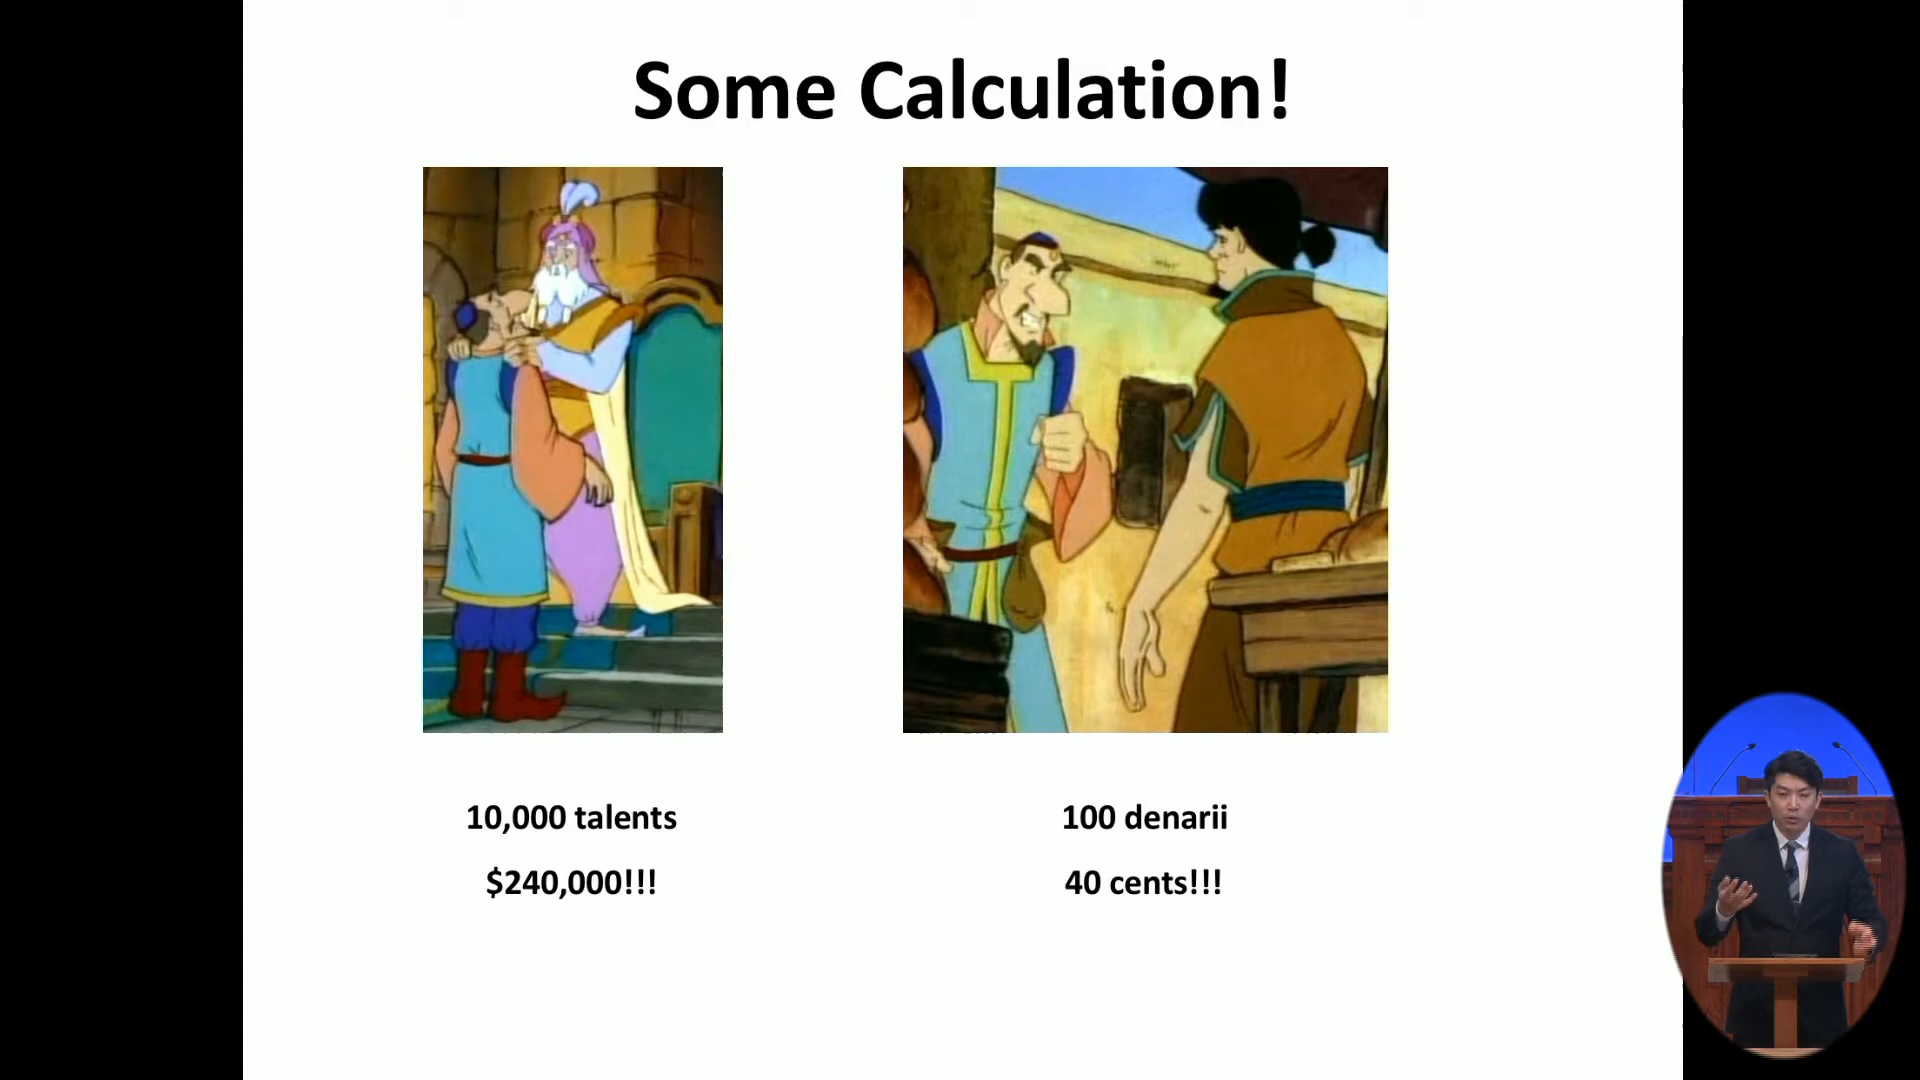 Some Calculation!
10,000 talents
$240,000!!!
100 denarii
40 cents!!!